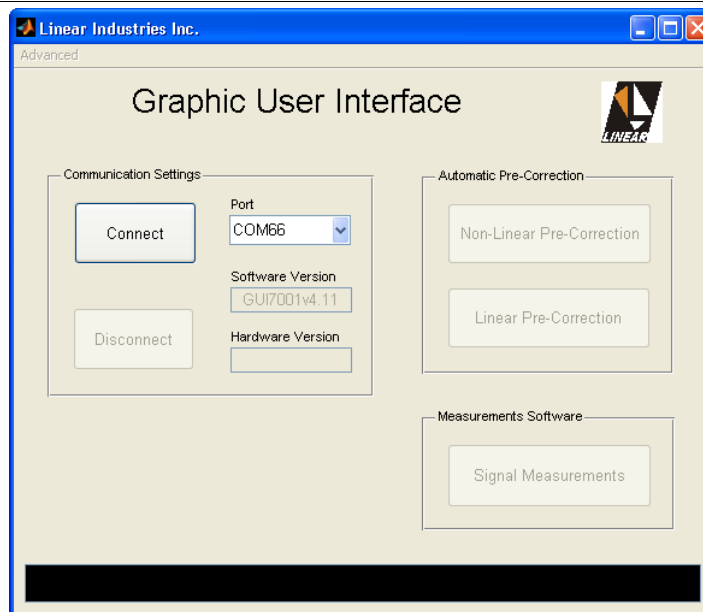 Linear Industries Inc.
Advanced
Graphic User Interface
LINEAR
Communication Settings
Connect
Port
COM66
Software Version
GUI7001v4.11
Disconnect
Hardware Version
Automatic Pre-Correction
Non-Linear Pre-Correction
Linear Pre-Correction
Measurements Software
Signal Measurements